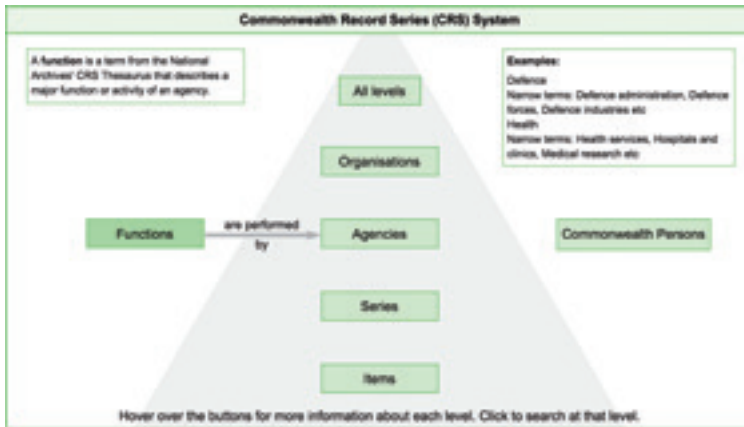 Commonwealth Record Series (CRS) System
A function is a term from the National
Archives' CRS Thesaurus that describes a
major function or activity of an agency.
Examples:
Defence
Narrow terms: Defence administration, Defence
forces, Defence industries etc
Health
Narrow terms: Health services, Hospitals and
clinics, Medical research etc
All levels
Organisations
Functions
are performed
by
Agencies
Commonwealth Persons
Series
Items
Hover over the buttons for more information about each level. Click to search at that level.